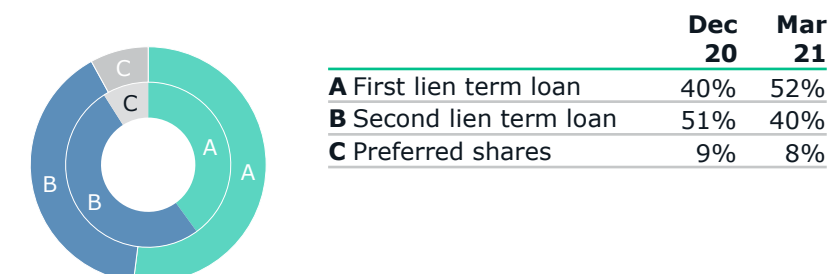 C
C
A
A
B
B
Dec 20 Mar 21
A First lien term loan 40% 52%
B Second lien term loan 51% 40%
C Preferred shares 9% 8%